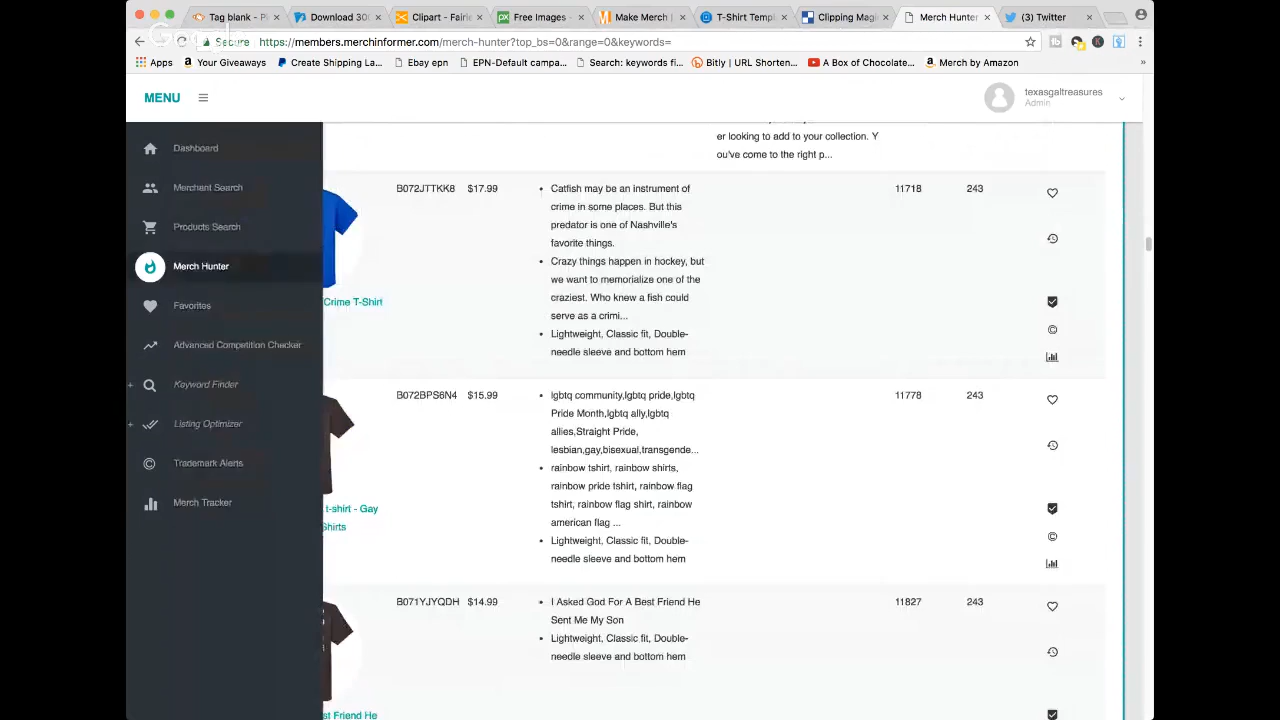 Tag blank - Pi
Download 30
Clipart - Fairie
Free Images -
Make Merch |
T-Shirt Templ
Clipping Magi
Merch Hunter
(3) Twitter
Secure https://members.merchinformer.com/merch-hunter?top_bs=0&range=0&keywords=
Apps
Your Giveaways
Create Shipping La...
Ebay epn
EPN-Default campa...
Search: keywords fi...
Bitly | URL Shorten...
A Box of Chocolate...
Merch by Amazon
»
MENU
texasgaltreasures
Admin
Dashboard
Merchant Search
Products Search
Merch Hunter
Favorites
Advanced Competition Checker
+ Keyword Finder
+ Listing Optimizer
Trademark Alerts
Merch Tracker
er looking to add to your collection. Y
ou've come to the right p...
Crime T-Shirt
B072JTTKK8 $17.99
• Catfish may be an instrument of
crime in some places. But this
predator is one of Nashville's
favorite things.
• Crazy things happen in hockey, but
we want to memorialize one of the
craziest. Who knew a fish could
serve as a crimi...
• Lightweight, Classic fit, Double-
needle sleeve and bottom hem
11718 243
t-shirt - Gay
Shirts
B072BPS6N4 $15.99
• lgbtq community,lgbtq pride,lgbtq
Pride Month,lgbtq ally,lgbtq
allies,Straight Pride,
lesbian,gay,bisexual,transgende...
• rainbow tshirt, rainbow shirts,
rainbow pride tshirt, rainbow flag
tshirt, rainbow flag shirt, rainbow
american flag ...
• Lightweight, Classic fit, Double-
needle sleeve and bottom hem
11778 243
st Friend He
B071YJYQDH $14.99
• I Asked God For A Best Friend He
Sent Me My Son
• Lightweight, Classic fit, Double-
needle sleeve and bottom hem
11827 243